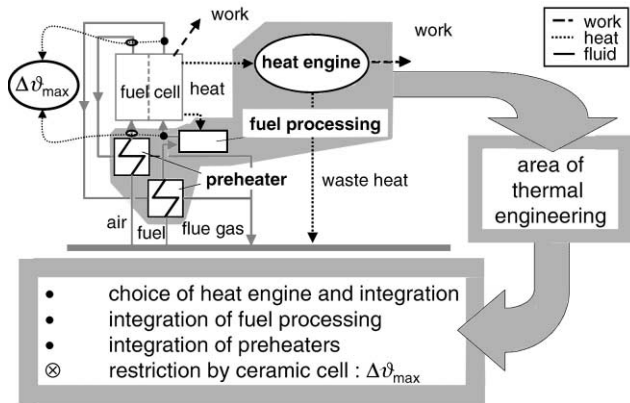 work
work
work
heat
fluid
heat engine
fuel cell
heat
Δϑmax
fuel processing
preheater
waste heat
air
fuel
flue gas
area of
thermal
engineering
• choice of heat engine and integration
• integration of fuel processing
• integration of preheaters
⊗ restriction by ceramic cell : Δϑmax